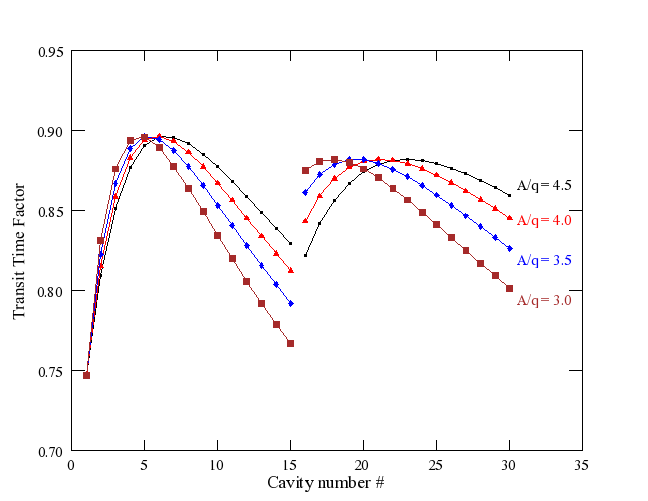 0.95
0.90
A/q = 4.5
0.85
A/q = 4.0
Transit Time Factor
A/q = 3.5
0.80
A/q = 3.0
0.75
0.70
0 5 10 15 20 25 30 35
Cavity number #